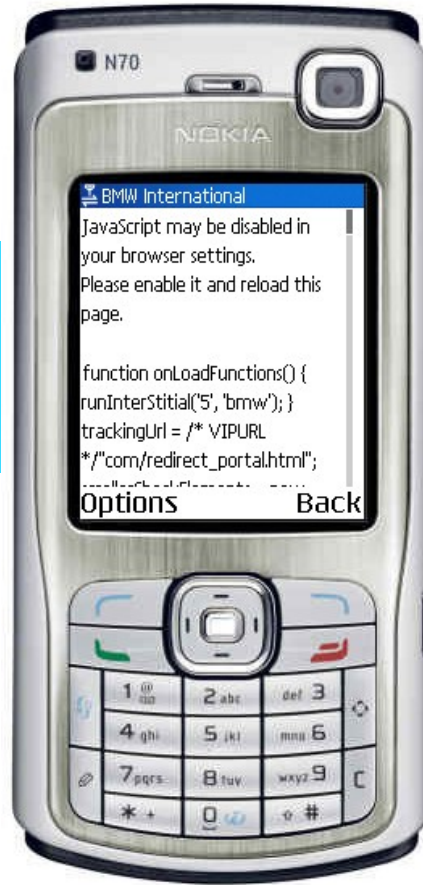 N70
NOKIA
BMW International
JavaScript may be disabled in
your browser settings.
Please enable it and reload this
page.
function onLoadFunctions() {
runInterStitial('5', 'bmw'); }
trackingUrl = /* VIPURL
*/"com/redirect_portal.html";
Options
Back
1
2 abc
def 3
4 ghi
5 jkl
mno 6
7 pqrs
8 tuv
wxyz 9
C
* +
0
#